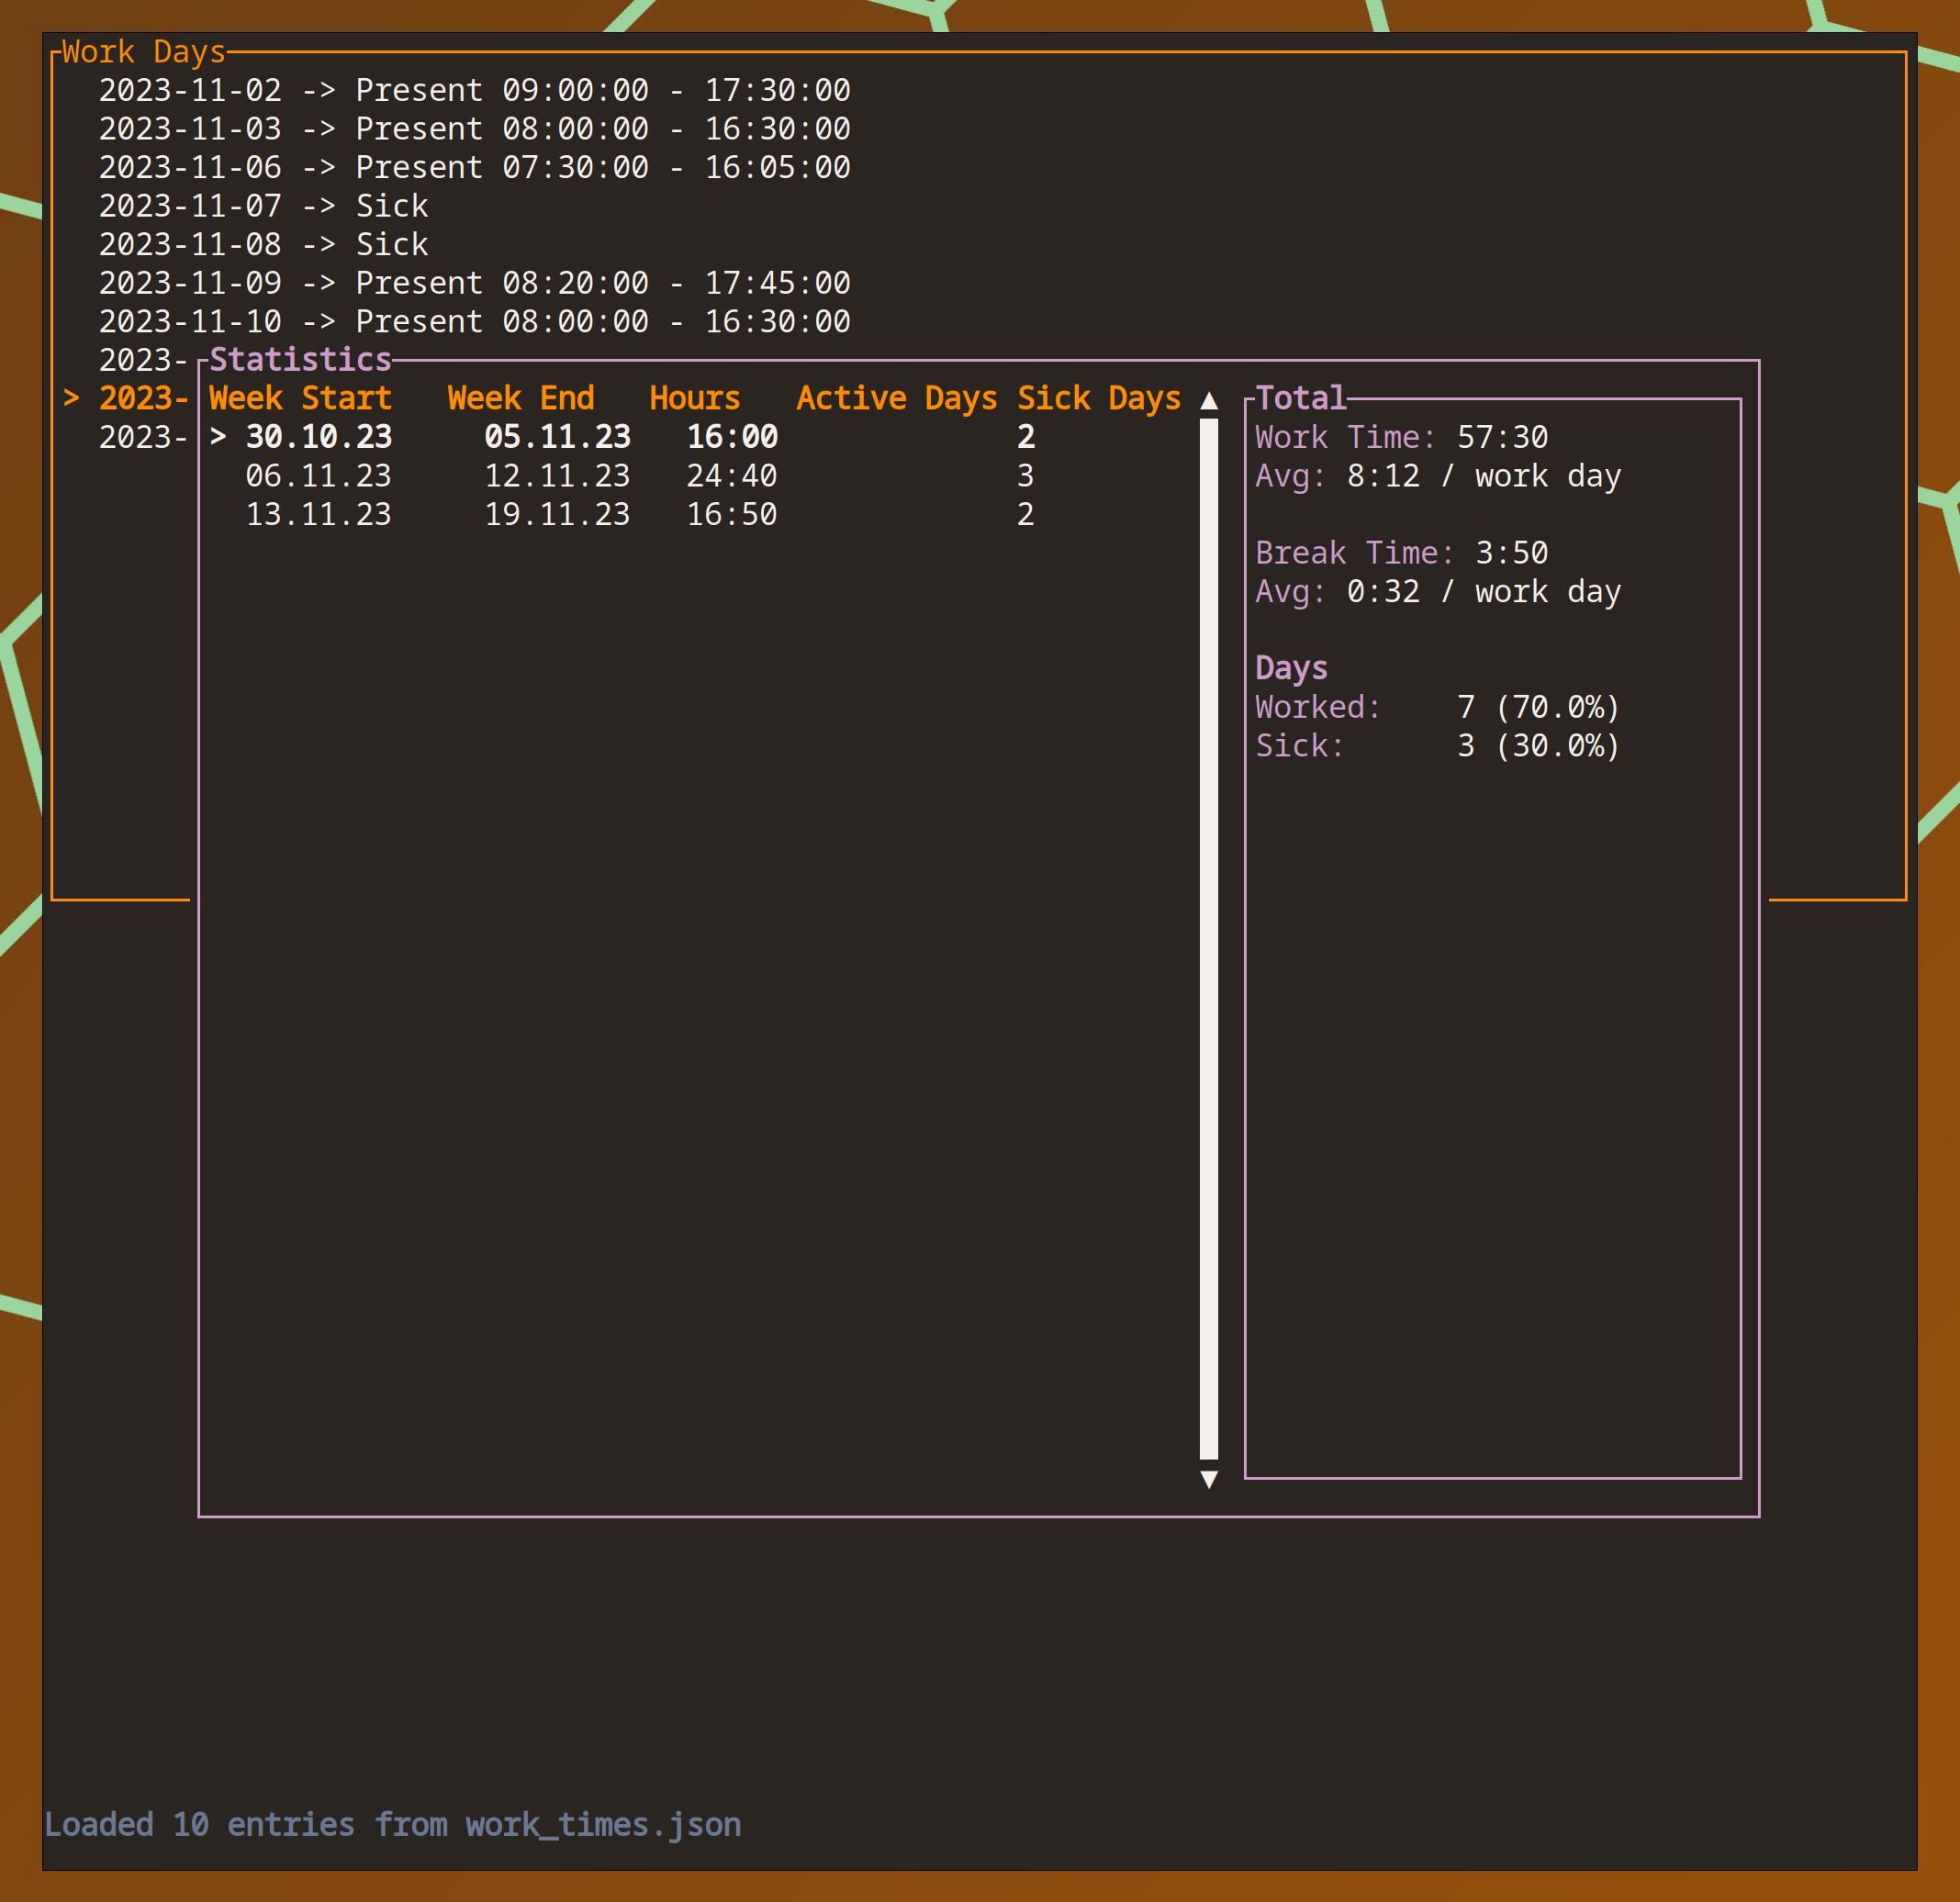 Work Days
2023-11-02 -> Present 09:00:00 - 17:30:00
2023-11-03 -> Present 08:00:00 - 16:30:00
2023-11-06 -> Present 07:30:00 - 16:05:00
2023-11-07 -> Sick
2023-11-08 -> Sick
2023-11-09 -> Present 08:20:00 - 17:45:00
2023-11-10 -> Present 08:00:00 - 16:30:00
2023-
> 2023-
2023-
Statistics
Week Start Week End Hours Active Days Sick Days ▲
> 30.10.23 05.11.23 16:00 2
06.11.23 12.11.23 24:40 3
13.11.23 19.11.23 16:50 2
▼
Total
Work Time: 57:30
Avg: 8:12 / work day
Break Time: 3:50
Avg: 0:32 / work day
Days
Worked: 7 (70.0%)
Sick: 3 (30.0%)
Loaded 10 entries from work_times.json